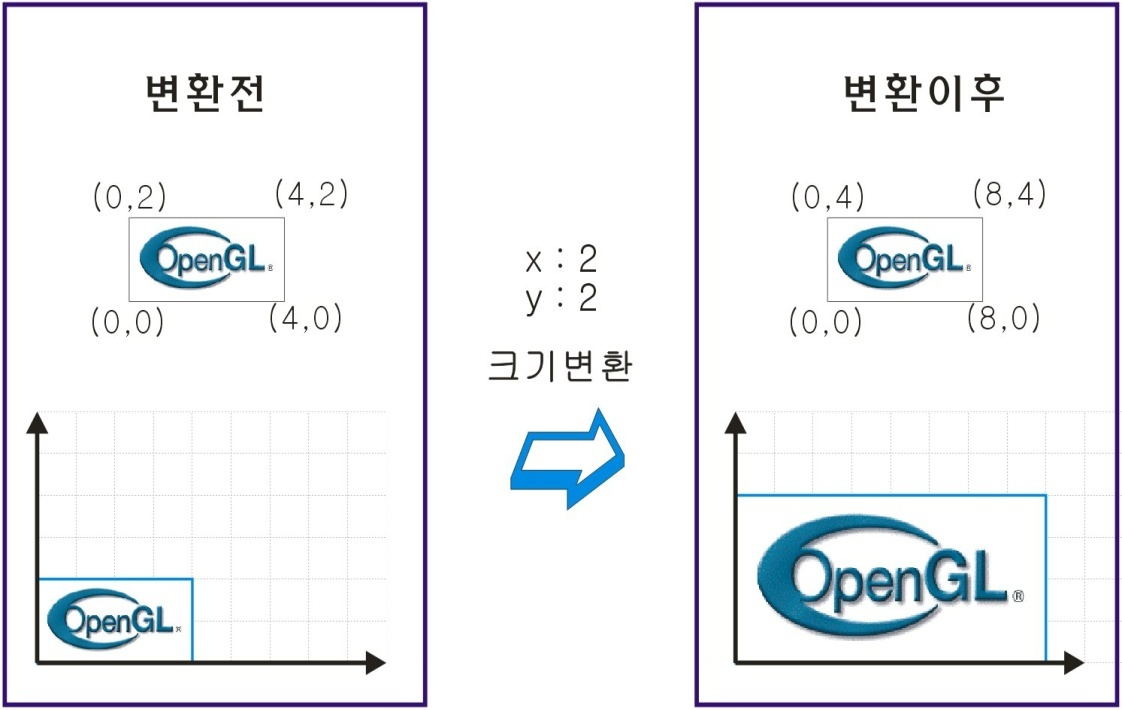 변환전
(0,2) (4,2)
OpenGL®
(0,0) (4,0)
OpenGL®
x : 2
y : 2
크기변환
변환이후
(0,4) (8,4)
OpenGL®
(0,0) (8,0)
OpenGL®